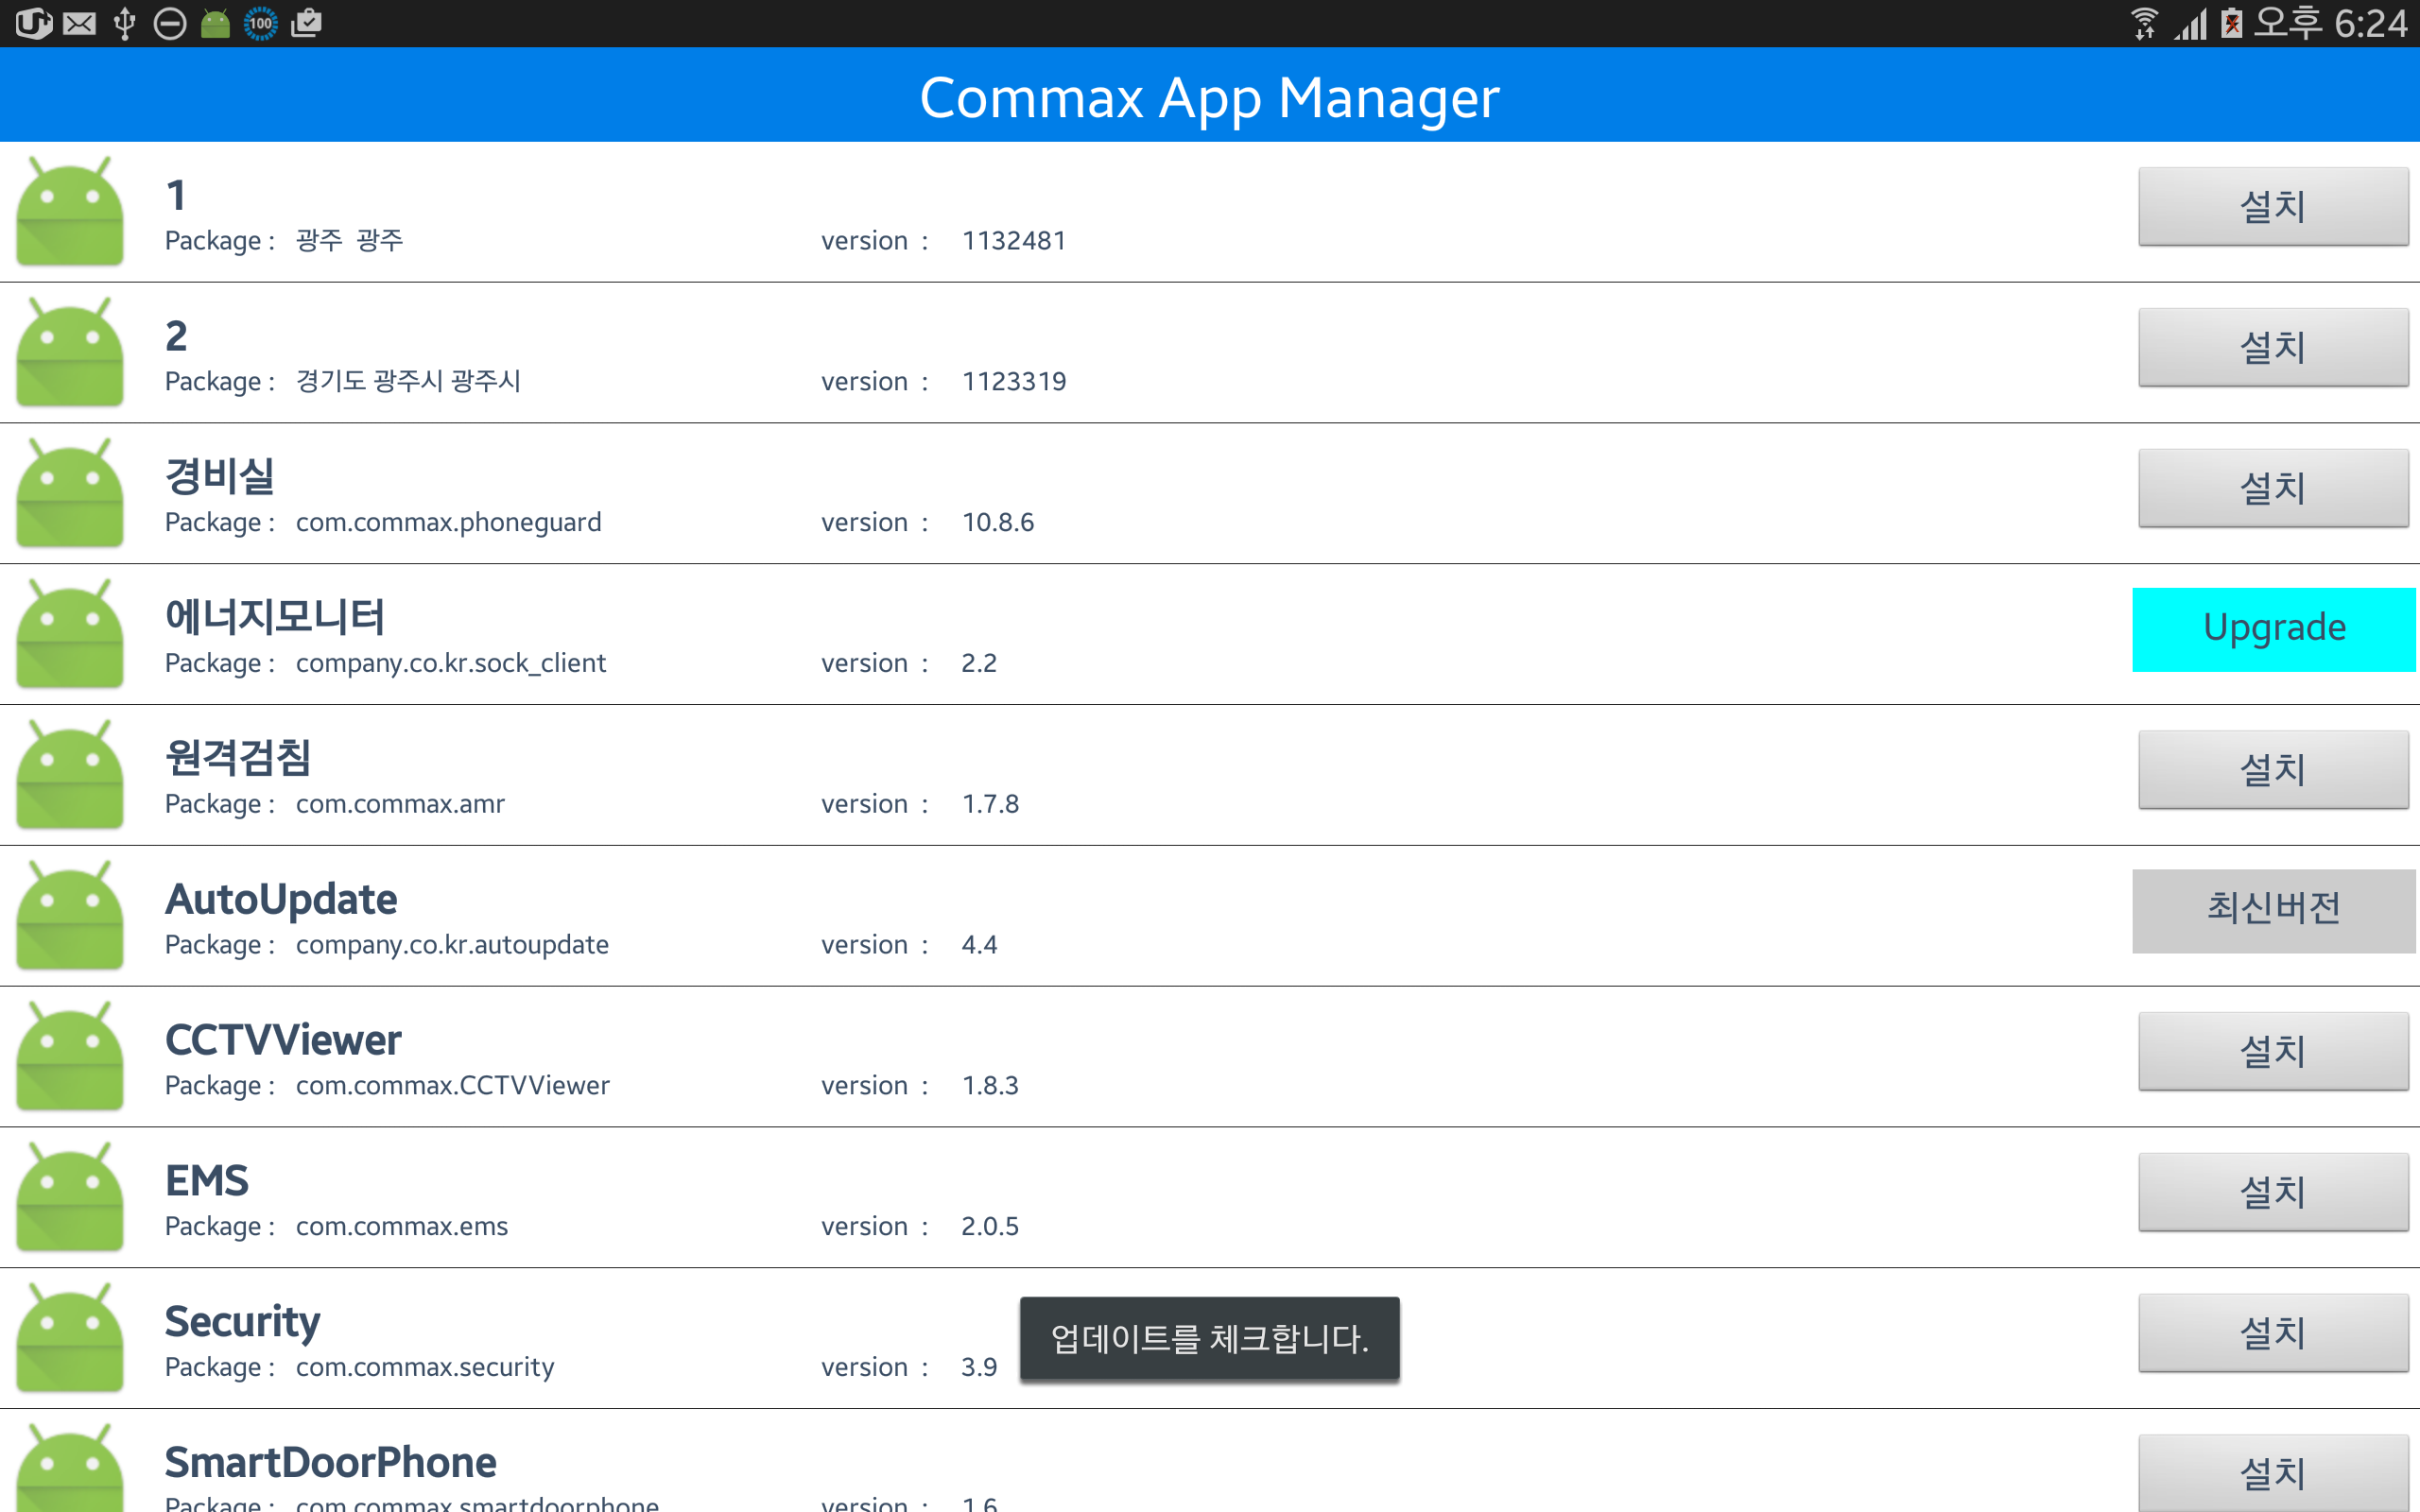 100 오후 6:24
Commax App Manager
1
Package : 광주 광주 version : 1132481 설치
2
Package : 경기도 광주시 광주시 version : 1123319 설치
경비실
Package : com.commax.phoneguard version : 10.8.6 설치
에너지모니터
Package : company.co.kr.sock_client version : 2.2 Upgrade
원격검침
Package : com.commax.amr version : 1.7.8 설치
AutoUpdate
Package : company.co.kr.autoupdate version : 4.4 최신버전
CCTVViewer
Package : com.commax.CCTVViewer version : 1.8.3 설치
EMS
Package : com.commax.ems version : 2.0.5 설치
Security
Package : com.commax.security version : 3.9 설치
업데이트를 체크합니다.
SmartDoorPhone
Package : com.commax.smartdoorphone version : 1.6 설치